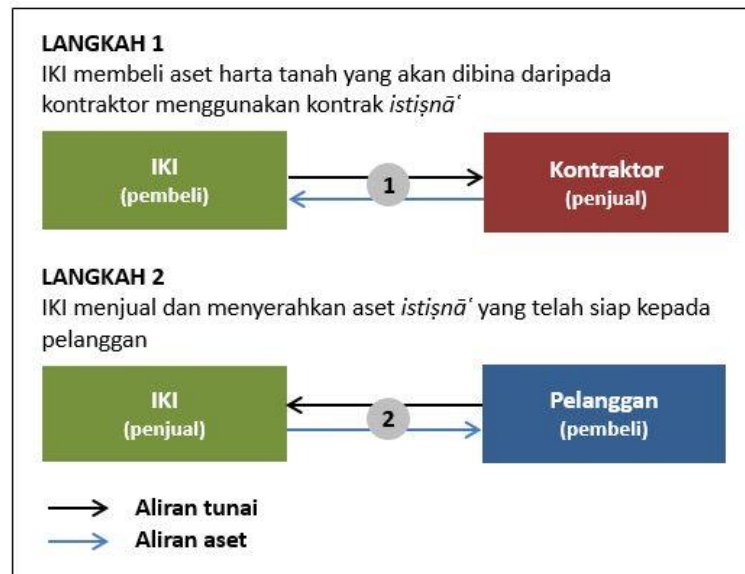 LANGKAH 1
IKI membeli aset harta tanah yang akan dibina daripada
kontraktor menggunakan kontrak istiṣnāʿ
IKI
(pembeli)
1
Kontraktor
(penjual)
LANGKAH 2
IKI menjual dan menyerahkan aset istiṣnāʿ yang telah siap kepada
pelanggan
IKI
(penjual)
2
Pelanggan
(pembeli)
Aliran tunai
Aliran aset